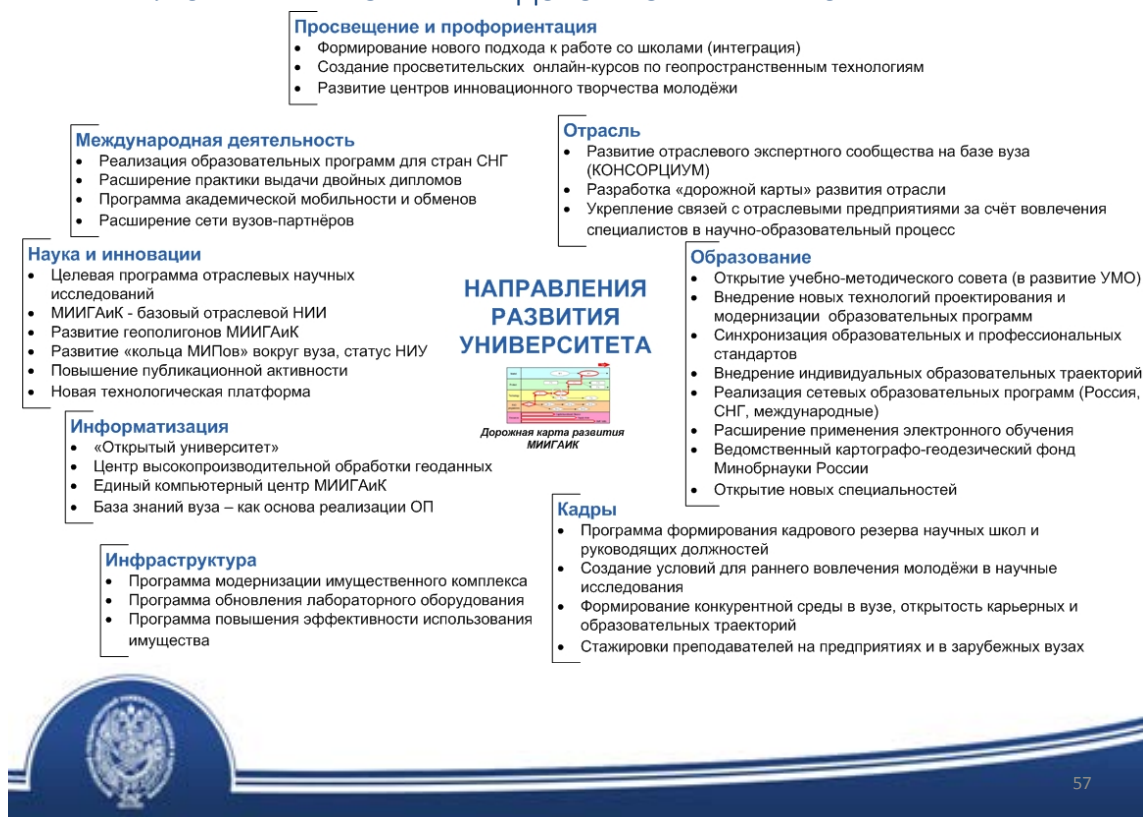 Просвещение и профориентация
• Формирование нового подхода к работе со школами (интеграция)
• Создание просветительских онлайн-курсов по геопространственным технологиям
• Развитие центров инновационного творчества молодёжи
Международная деятельность
• Реализация образовательных программ для стран СНГ
• Расширение практики выдачи двойных дипломов
• Программа академической мобильности и обменов
• Расширение сети вузов-партнёров
Отрасль
• Развитие отраслевого экспертного сообщества на базе вуза
(КОНСОРЦИУМ)
• Разработка «дорожной карты» развития отрасли
• Укрепление связей с отраслевыми предприятиями за счёт вовлечения
специалистов в научно-образовательный процесс
Наука и инновации
• Целевая программа отраслевых научных
исследований
• МИИГАиК - базовый отраслевой НИИ
• Развитие геополигонов МИИГАиК
• Развитие «кольца МИПов» вокруг вуза, статус НИУ
• Повышение публикационной активности
• Новая технологическая платформа
НАПРАВЛЕНИЯ
РАЗВИТИЯ
УНИВЕРСИТЕТА
Дорожная карта развития
МИИГАИК
Образование
• Открытие учебно-методического совета (в развитие УМО)
• Внедрение новых технологий проектирования и
модернизации образовательных программ
• Синхронизация образовательных и профессиональных
стандартов
• Внедрение индивидуальных образовательных траекторий
• Реализация сетевых образовательных программ (Россия,
СНГ, международные)
• Расширение применения электронного обучения
• Ведомственный картографо-геодезический фонд
Минобрнауки России
• Открытие новых специальностей
Информатизация
• «Открытый университет»
• Центр высокопроизводительной обработки геоданных
• Единый компьютерный центр МИИГАиК
• База знаний вуза – как основа реализации ОП
Кадры
• Программа формирования кадрового резерва научных школ и
руководящих должностей
• Создание условий для раннего вовлечения молодёжи в научные
исследования
• Формирование конкурентной среды в вузе, открытость карьерных и
образовательных траекторий
• Стажировки преподавателей на предприятиях и в зарубежных вузах
Инфраструктура
• Программа модернизации имущественного комплекса
• Программа обновления лабораторного оборудования
• Программа повышения эффективности использования
имущества
57